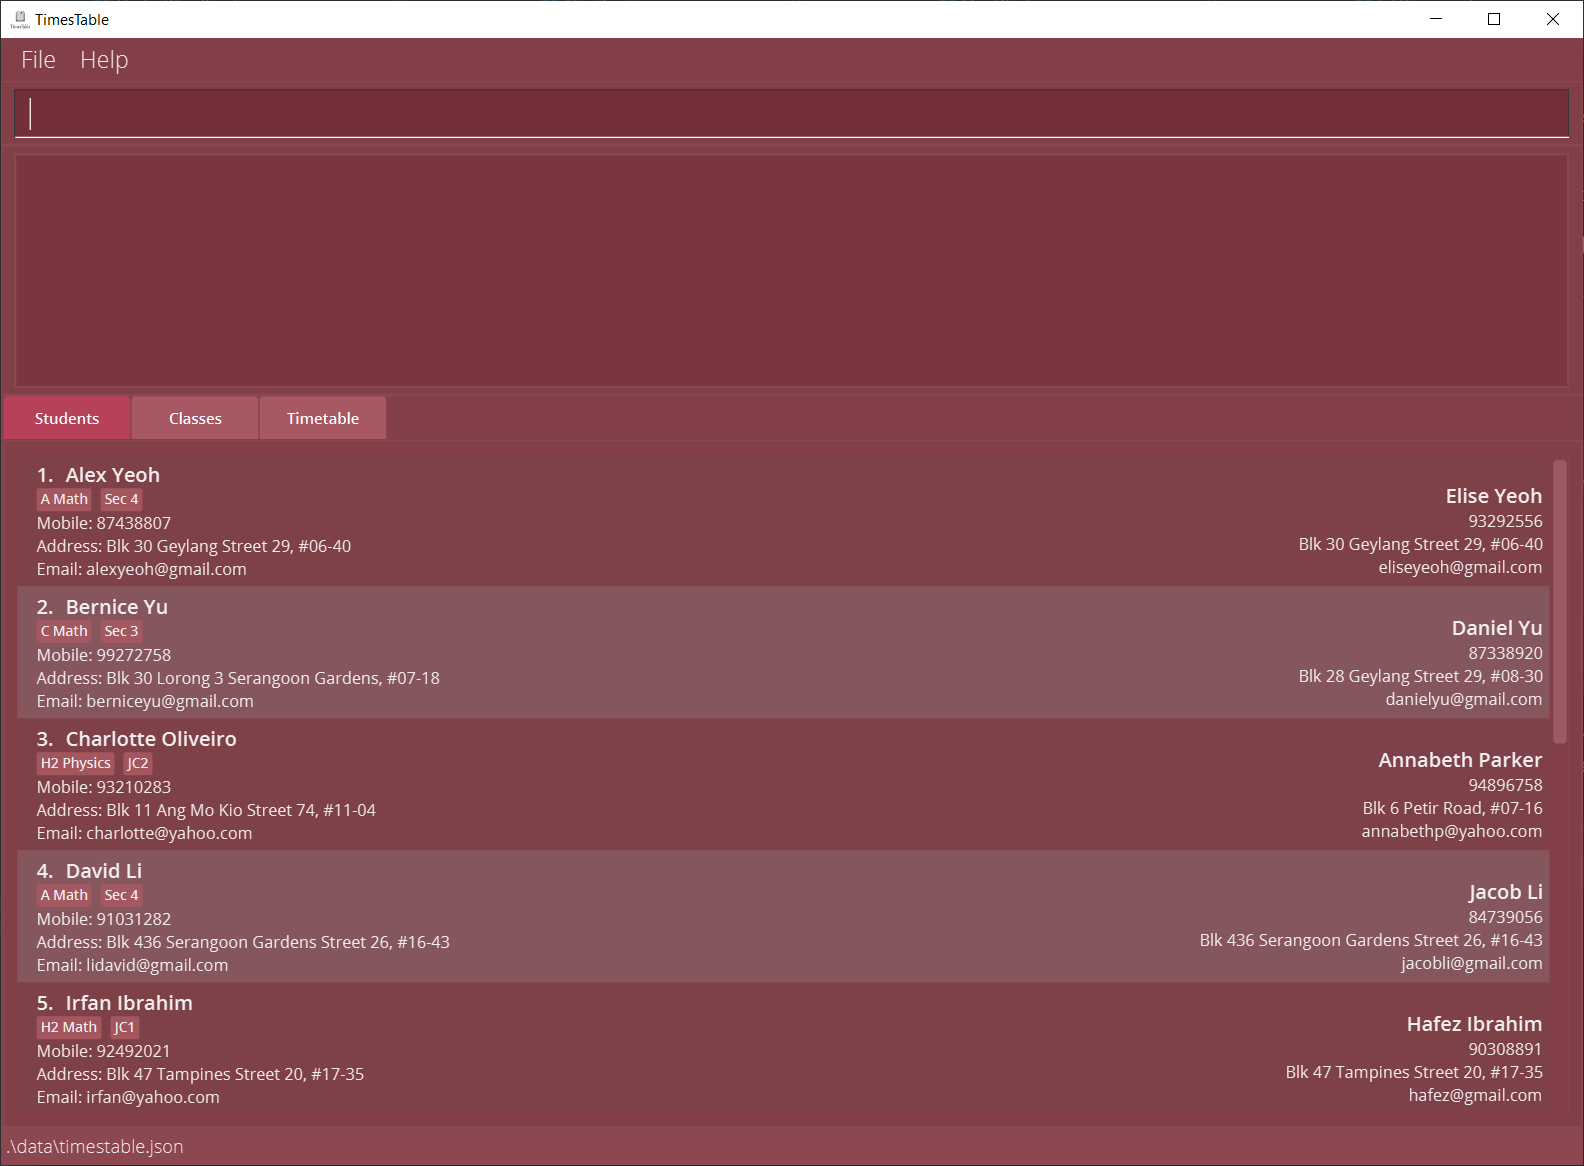 TimesTable
File Help
Students Classes Timetable
1. Alex Yeoh
A Math Sec 4
Mobile: 87438807
Address: Blk 30 Geylang Street 29, #06-40
Email: alexyeoh@gmail.com
Elise Yeoh
93292556
Blk 30 Geylang Street 29, #06-40
eliseyeoh@gmail.com
2. Bernice Yu
C Math Sec 3
Mobile: 99272758
Address: Blk 30 Lorong 3 Serangoon Gardens, #07-18
Email: berniceyu@gmail.com
Daniel Yu
87338920
Blk 28 Geylang Street 29, #08-30
danielyu@gmail.com
3. Charlotte Oliveiro
H2 Physics JC2
Mobile: 93210283
Address: Blk 11 Ang Mo Kio Street 74, #11-04
Email: charlotte@yahoo.com
Annabeth Parker
94896758
Blk 6 Petir Road, #07-16
annabethp@yahoo.com
4. David Li
A Math Sec 4
Mobile: 91031282
Address: Blk 436 Serangoon Gardens Street 26, #16-43
Email: lidavid@gmail.com
Jacob Li
84739056
Blk 436 Serangoon Gardens Street 26, #16-43
jacobli@gmail.com
5. Irfan Ibrahim
H2 Math JC1
Mobile: 92492021
Address: Blk 47 Tampines Street 20, #17-35
Email: irfan@yahoo.com
Hafez Ibrahim
90308891
Blk 47 Tampines Street 20, #17-35
hafez@gmail.com
.\data\timestable.json